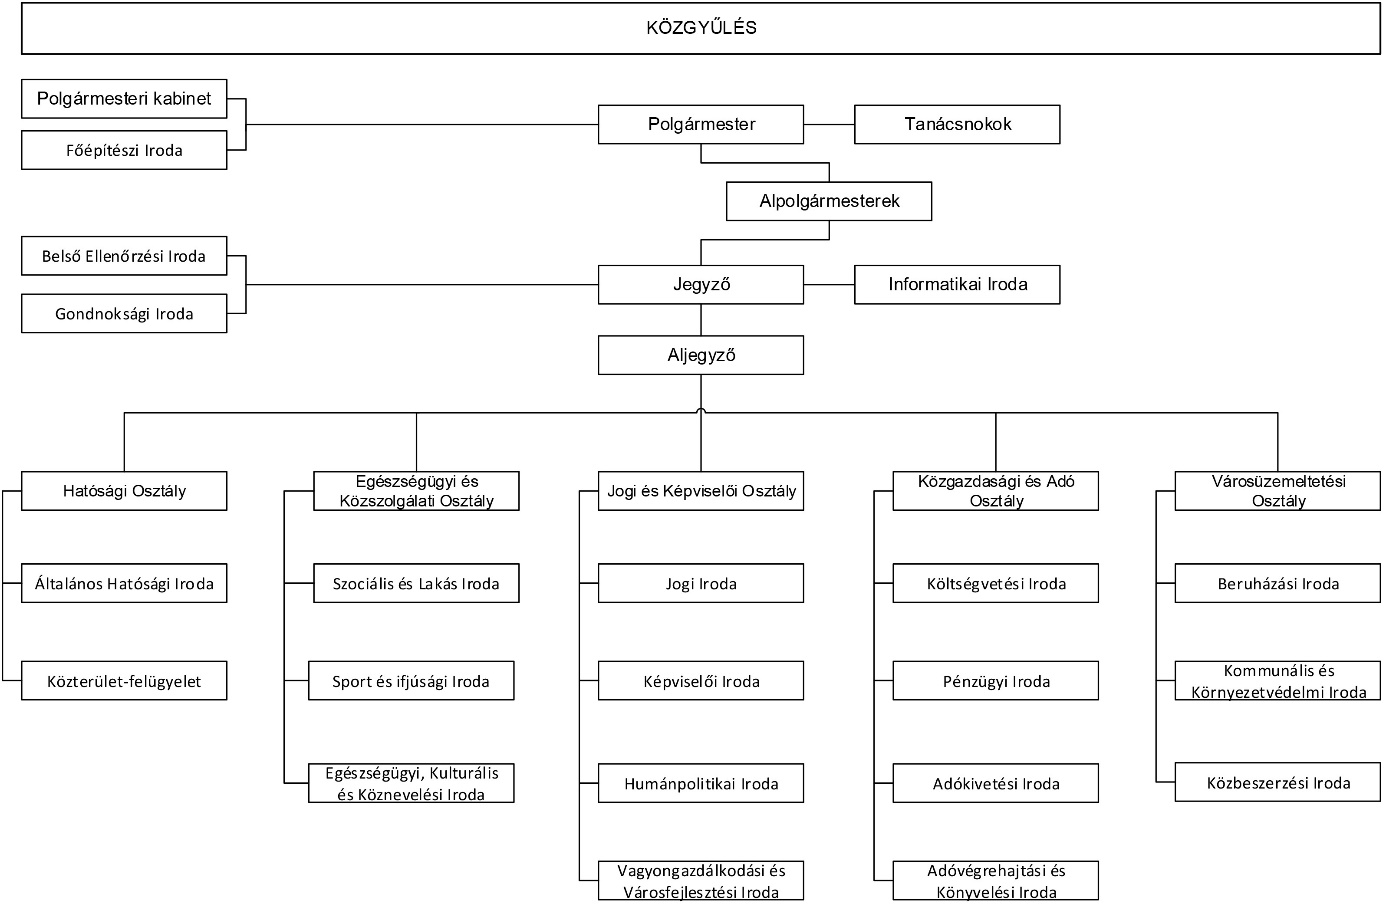 KÖZGYŰLÉS
Polgármesteri kabinet
Polgármester
Tanácsnokok
Főépítészi Iroda
Alpolgármesterek
Belső Ellenőrzési Iroda
Jegyző
Informatikai Iroda
Gondnoksági Iroda
Aljegyző
Hatósági Osztály
Egészségügyi és
Közszolgálati Osztály
Jogi és Képviselői Osztály
Közgazdasági és Adó
Osztály
Városüzemeltetési
Osztály
Általános Hatósági Iroda
Szociális és Lakás Iroda
Jogi Iroda
Költségvetési Iroda
Beruházási Iroda
Közterület-felügyelet
Sport és ifjúsági Iroda
Képviselői Iroda
Pénzügyi Iroda
Kommunális és
Környezetvédelmi Iroda
Egészségügyi, Kulturális
és Köznevelési Iroda
Humánpolitikai Iroda
Adókivetési Iroda
Közbeszerzési Iroda
Vagyongazdálkodási és
Városfejlesztési Iroda
Adóvégrehajtási és
Könyvelési Iroda